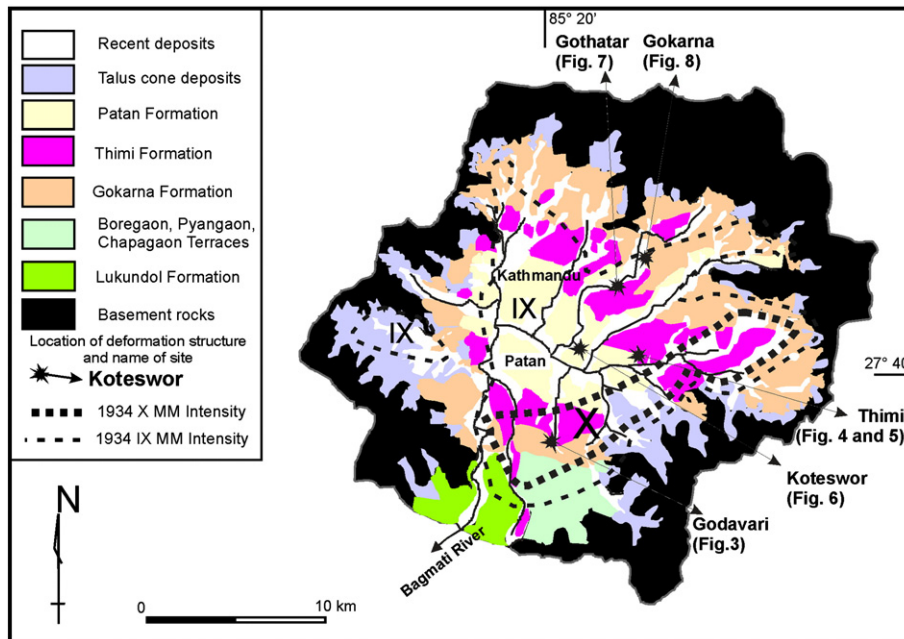 Recent deposits
Talus cone deposits
Patan Formation
Thimi Formation
Gokarna Formation
Boregaon, Pyangaon,
Chapagaon Terraces
Lukundol Formation
Basement rocks
Location of deformation structure
and name of site
Koteswor
1934 X MM Intensity
1934 IX MM Intensity
N
0
10 km
85° 20'
Gothatar
(Fig. 7)
Gokarna
(Fig. 8)
Kathmandu
IX
IX
Patan
X
27° 40'
Thimi
(Fig. 4 and 5)
Koteswor
(Fig. 6)
Godavari
(Fig.3)
Bagmati River